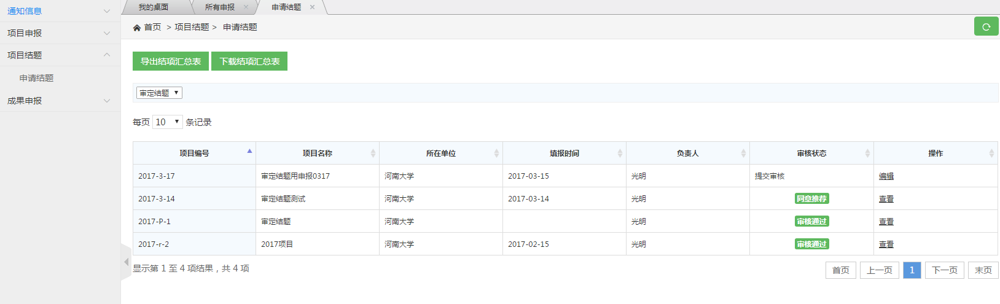 通知信息
项目申报
项目结题
申请结题
成果申报
我的桌面 所有申报 申请结题
首页 > 项目结题 > 申请结题
导出结项汇总表 下载结项汇总表
审定结题
每页 10 条记录
项目编号 项目名称 所在单位 填报时间 负责人 审核状态 操作
2017-3-17 审定结题用申报0317 河南大学 2017-03-15 光明 提交审核 编辑
2017-3-14 审定结题测试 河南大学 2017-03-14 光明 同意推荐 查看
2017-P-1 审定结题 河南大学 光明 审核通过 查看
2017-r-2 2017项目 河南大学 2017-02-15 光明 审核通过 查看
显示第 1 至 4 项结果，共 4 项
首页 上一页 1 下一页 末页